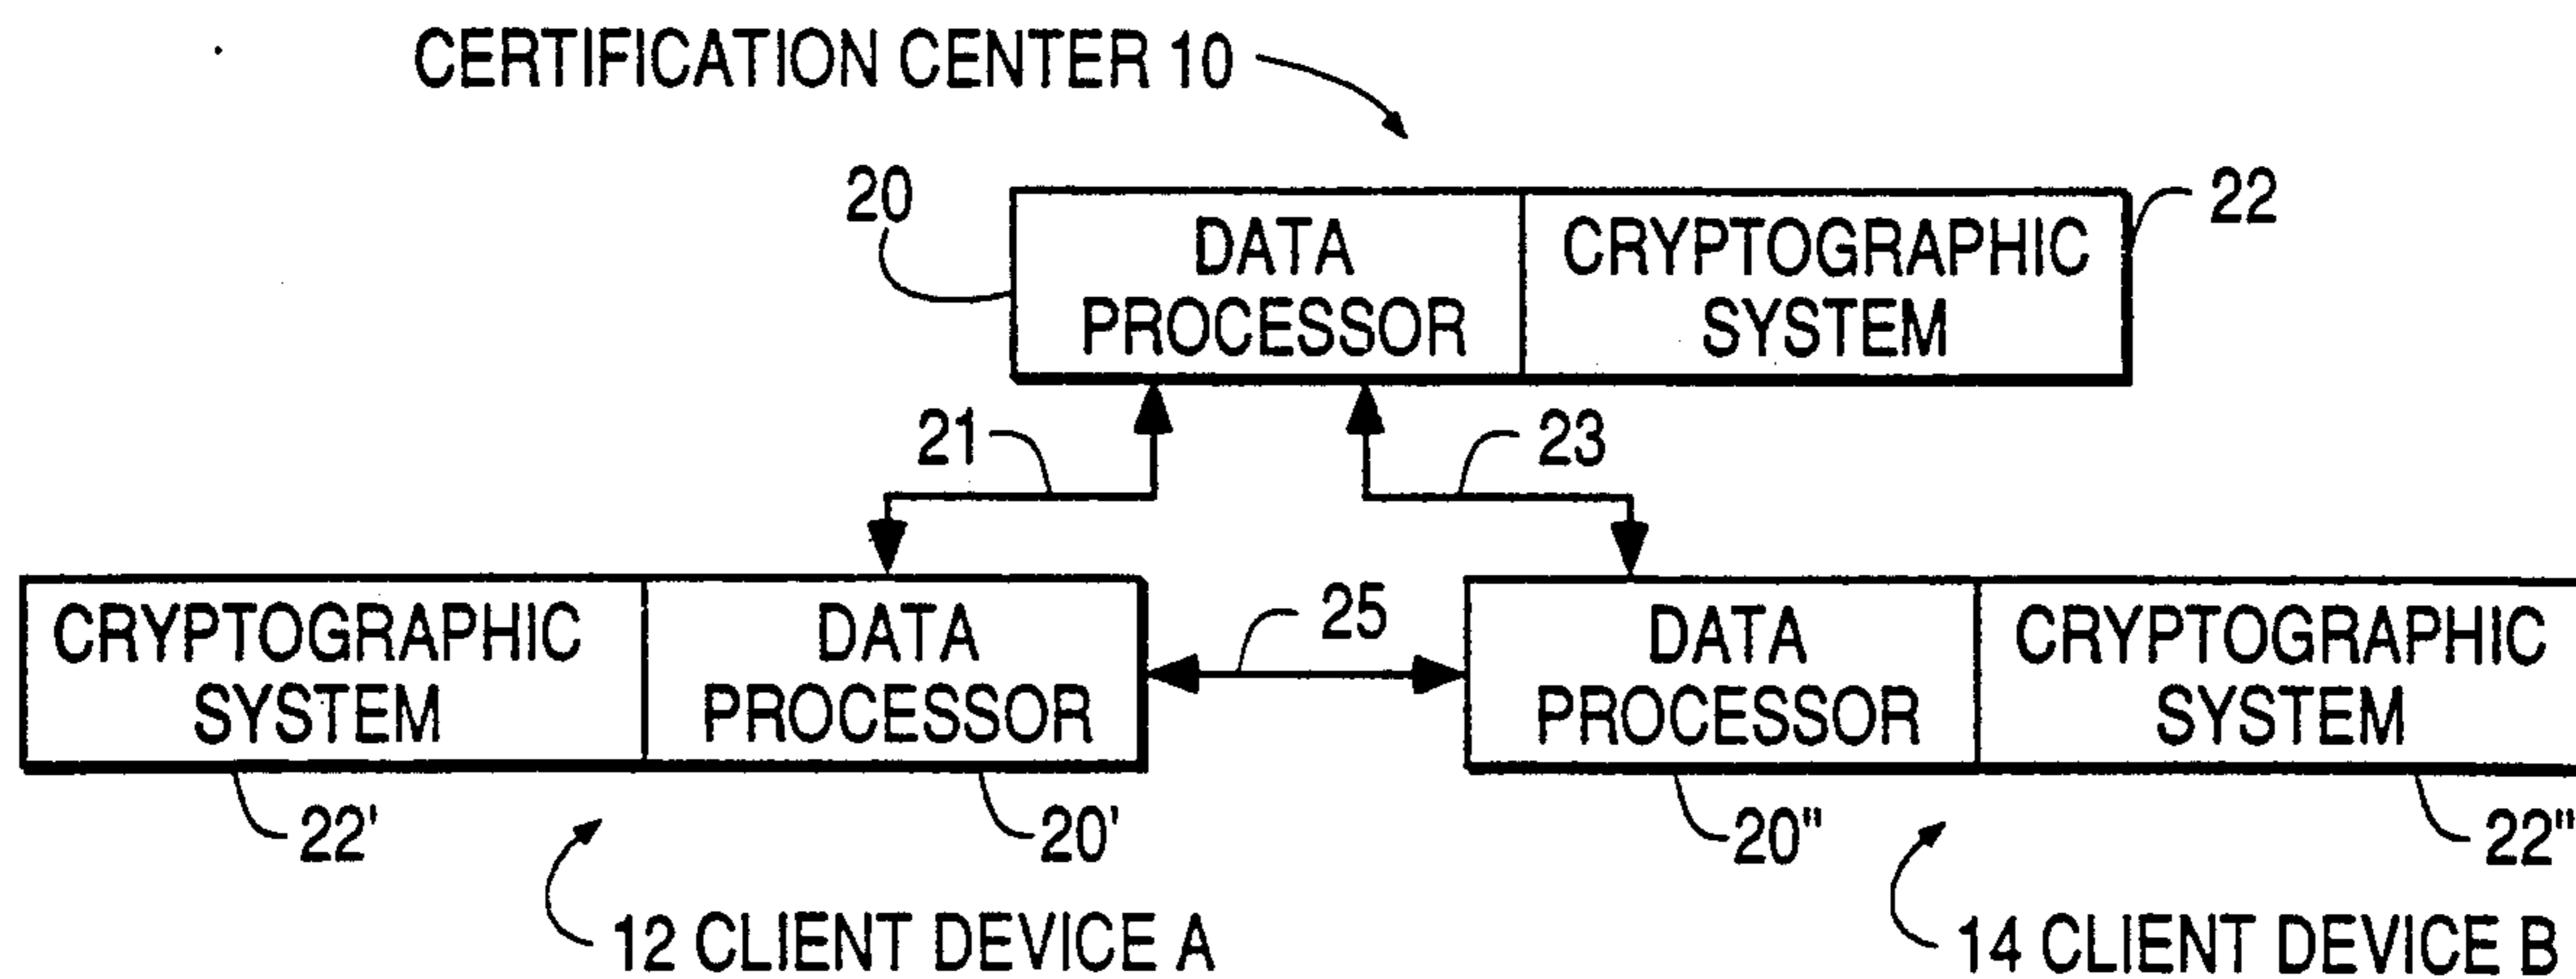 CERTIFICATION CENTER 10
20
DATA
PROCESSOR
CRYPTOGRAPHIC
SYSTEM
22
21
23
CRYPTOGRAPHIC
SYSTEM
DATA
PROCESSOR
25
DATA
PROCESSOR
CRYPTOGRAPHIC
SYSTEM
22'
20'
20"
22"
12 CLIENT DEVICE A
14 CLIENT DEVICE B